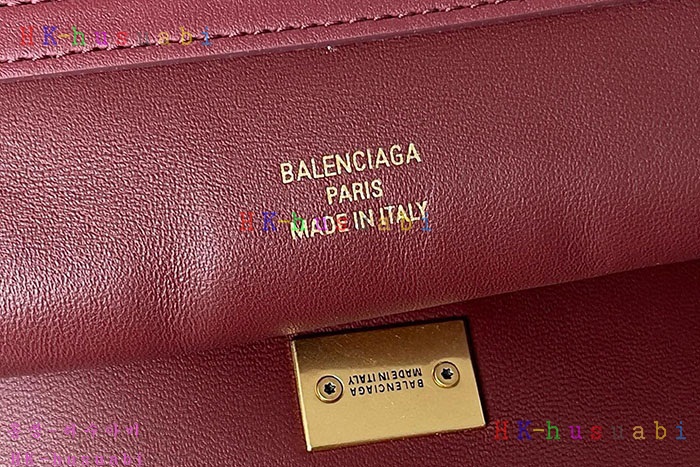 HK-husuabi
BALENCIAGA
PARIS
MADE IN ITALY
HK-husuabi
BALENCIAGA
MADE IN ITALY
HK-husuabi